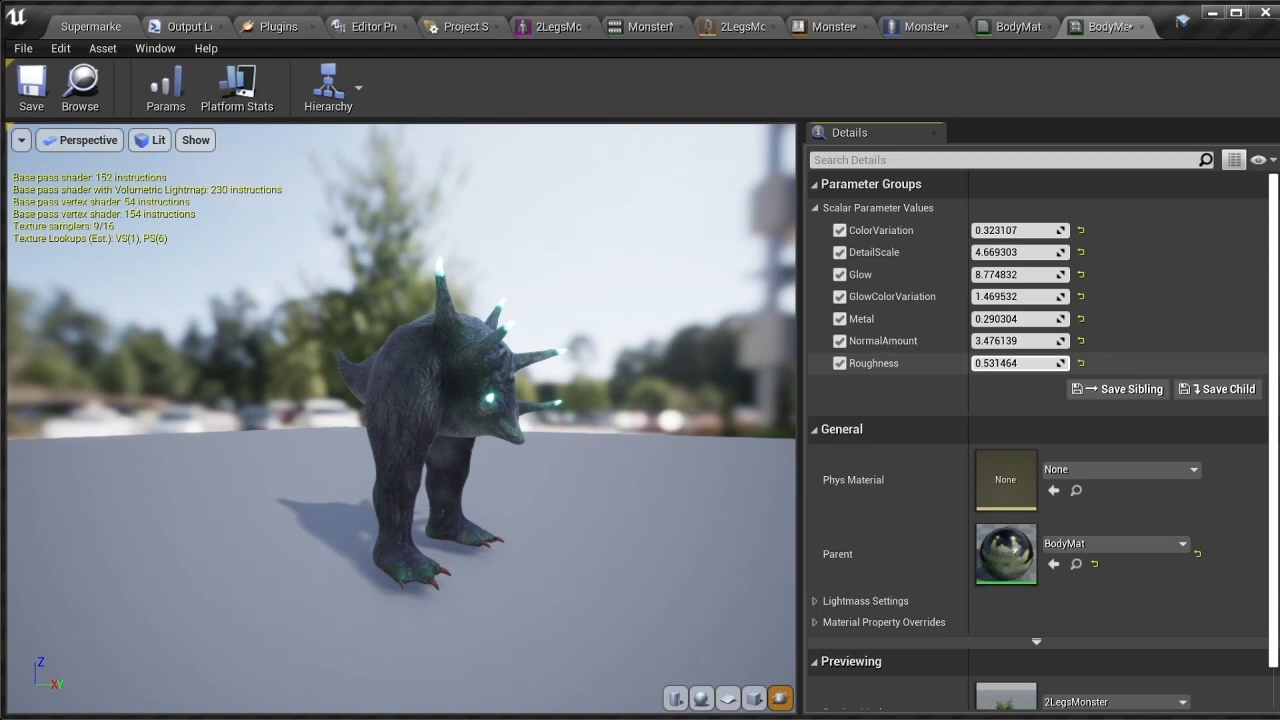 Supermarke
Output L
Plugins
Editor Pr
Project S
2LegsMo
Monster
2LegsMo
Monster*
Monster*
BodyMat
BodyMa*
File Edit Asset Window Help
Save
Browse
Params
Platform Stats
Hierarchy
Perspective
Lit
Show
Base pass shader: 152 instructions
Base pass shader with Volumetric Lightmap: 230 instructions
Base pass vertex shader: 54 instructions
Base pass vertex shader: 154 instructions
Texture samplers: 9/16
Texture Lookups (Est.): VS(1), PS(6)
Z
X Y
Details
Search Details
Parameter Groups
Scalar Parameter Values
ColorVariation 0.323107
DetailScale 4.669303
Glow 8.774832
GlowColorVariation 1.469532
Metal 0.290304
NormalAmount 3.476139
Roughness 0.531464
Save Sibling
Save Child
General
Phys Material
None
None
Parent
BodyMat
Lightmass Settings
Material Property Overrides
Previewing
2LegsMonster